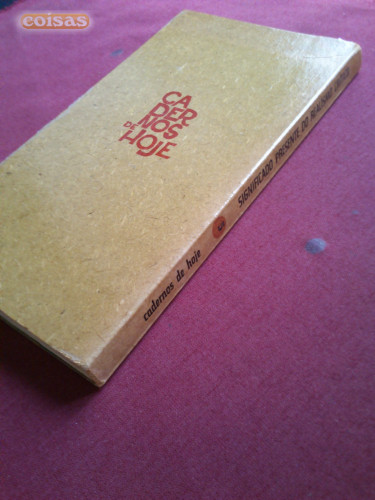 coisas
CA
DER
NOS
DE
HOJE
cadernos de hoje
SIGNIFICADO PRESENTE DO REALISMO